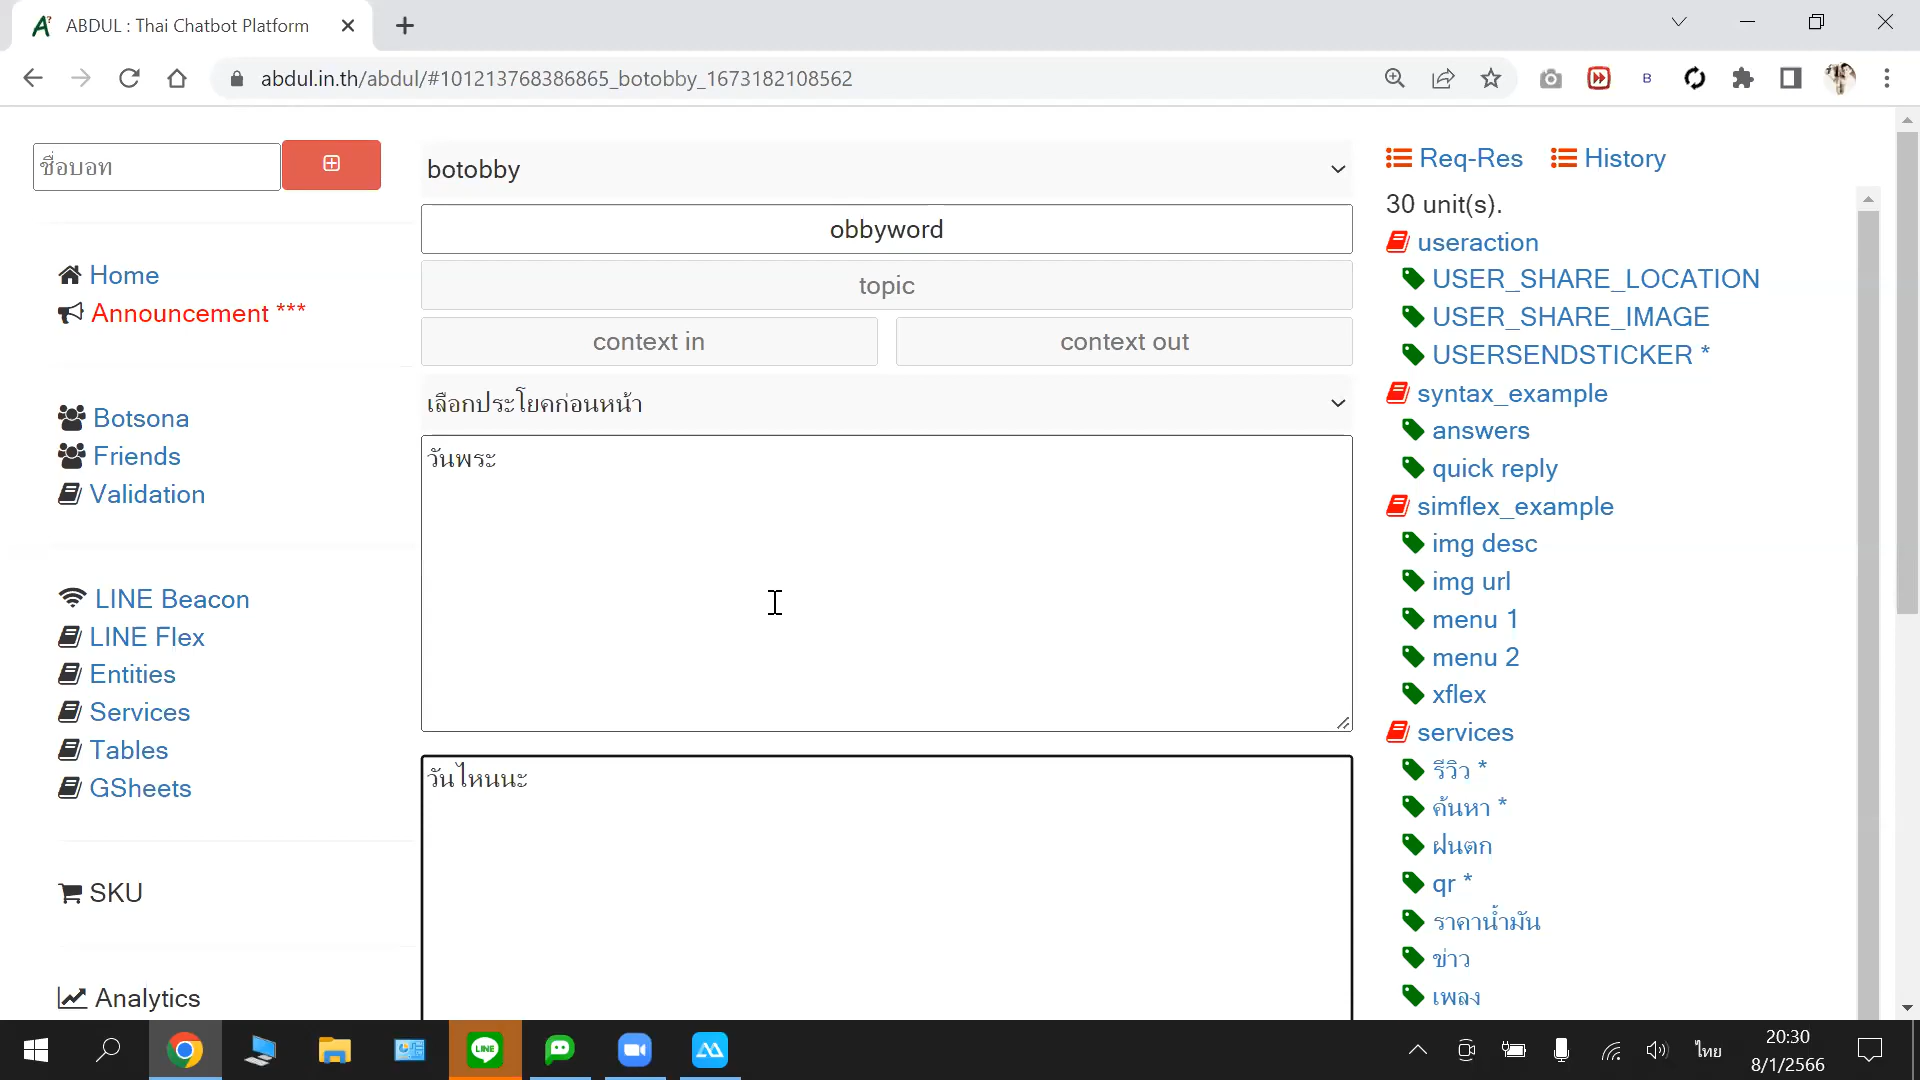 ABDUL : Thai Chatbot Platform
abdul.in.th/abdul/#101213768386865_botobby_1673182108562
B
ชื่อบอท
Home
Announcement ***
Botsona
Friends
Validation
LINE Beacon
LINE Flex
Entities
Services
Tables
GSheets
SKU
Analytics
botobby
obbyword
topic
context in
context out
เลือกประโยคก่อนหน้า
วันพระ
วันไหนนะ
Req-Res
History
30 unit(s).
useraction
USER_SHARE_LOCATION
USER_SHARE_IMAGE
USERSENDSTICKER *
syntax_example
answers
quick reply
simflex_example
img desc
img url
menu 1
menu 2
xflex
services
รีวิว *
ค้นหา *
ฝนตก
qr *
ราคาน้ำมัน
ข่าว
เพลง
LINE
ไทย
20:30
8/1/2566